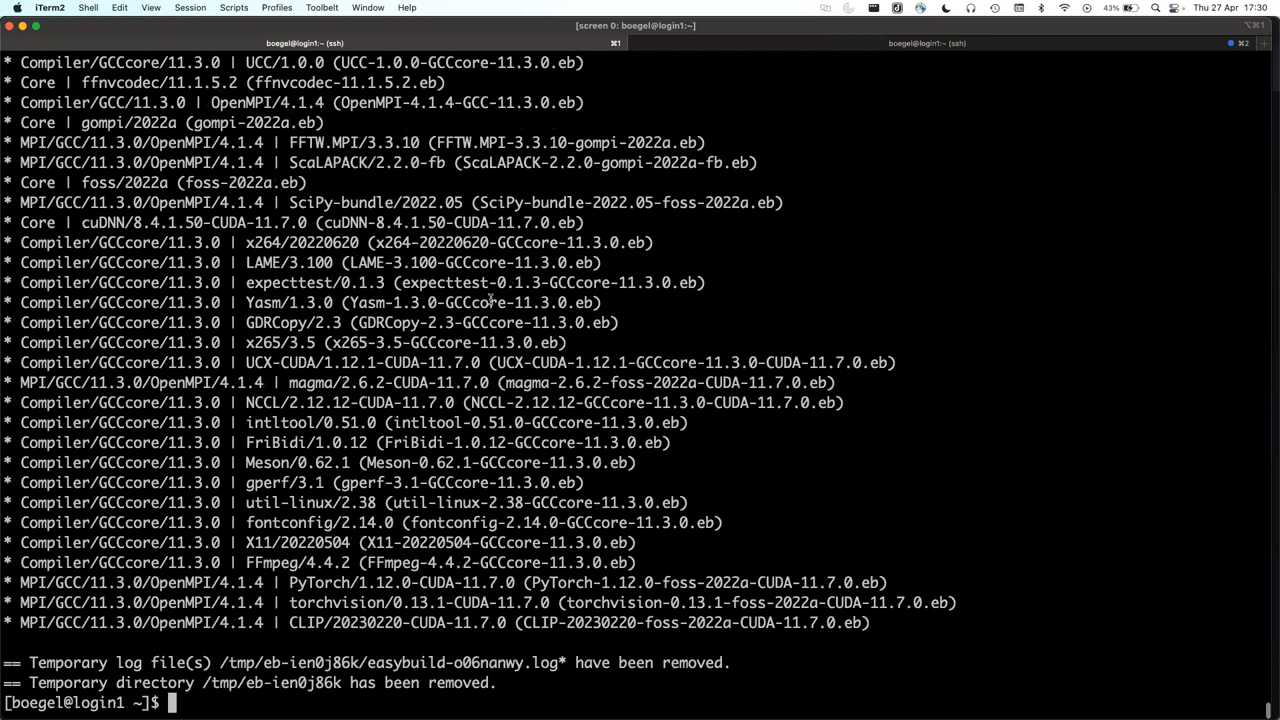 iTerm2 Shell Edit View Session Scripts Profiles Toolbelt Window Help 43% Thu 27 Apr 17:30
[screen 0: boegel@login1:~] ⌥⌘1
boegel@login1:~ (ssh) ⌘1 boegel@login1:~ (ssh) ⌘2
* Compiler/GCCcore/11.3.0 | UCC/1.0.0 (UCC-1.0.0-GCCcore-11.3.0.eb)
* Core | ffnvcodec/11.1.5.2 (ffnvcodec-11.1.5.2.eb)
* Compiler/GCC/11.3.0 | OpenMPI/4.1.4 (OpenMPI-4.1.4-GCC-11.3.0.eb)
* Core | gompi/2022a (gompi-2022a.eb)
* MPI/GCC/11.3.0/OpenMPI/4.1.4 | FFTW.MPI/3.3.10 (FFTW.MPI-3.3.10-gompi-2022a.eb)
* MPI/GCC/11.3.0/OpenMPI/4.1.4 | ScaLAPACK/2.2.0-fb (ScaLAPACK-2.2.0-gompi-2022a-fb.eb)
* Core | foss/2022a (foss-2022a.eb)
* MPI/GCC/11.3.0/OpenMPI/4.1.4 | SciPy-bundle/2022.05 (SciPy-bundle-2022.05-foss-2022a.eb)
* Core | cuDNN/8.4.1.50-CUDA-11.7.0 (cuDNN-8.4.1.50-CUDA-11.7.0.eb)
* Compiler/GCCcore/11.3.0 | x264/20220620 (x264-20220620-GCCcore-11.3.0.eb)
* Compiler/GCCcore/11.3.0 | LAME/3.100 (LAME-3.100-GCCcore-11.3.0.eb)
* Compiler/GCCcore/11.3.0 | expecttest/0.1.3 (expecttest-0.1.3-GCCcore-11.3.0.eb)
* Compiler/GCCcore/11.3.0 | Yasm/1.3.0 (Yasm-1.3.0-GCCcore-11.3.0.eb)
* Compiler/GCCcore/11.3.0 | GDRCopy/2.3 (GDRCopy-2.3-GCCcore-11.3.0.eb)
* Compiler/GCCcore/11.3.0 | x265/3.5 (x265-3.5-GCCcore-11.3.0.eb)
* Compiler/GCCcore/11.3.0 | UCX-CUDA/1.12.1-CUDA-11.7.0 (UCX-CUDA-1.12.1-GCCcore-11.3.0-CUDA-11.7.0.eb)
* MPI/GCC/11.3.0/OpenMPI/4.1.4 | magma/2.6.2-CUDA-11.7.0 (magma-2.6.2-foss-2022a-CUDA-11.7.0.eb)
* Compiler/GCCcore/11.3.0 | NCCL/2.12.12-CUDA-11.7.0 (NCCL-2.12.12-GCCcore-11.3.0-CUDA-11.7.0.eb)
* Compiler/GCCcore/11.3.0 | intltool/0.51.0 (intltool-0.51.0-GCCcore-11.3.0.eb)
* Compiler/GCCcore/11.3.0 | FriBidi/1.0.12 (FriBidi-1.0.12-GCCcore-11.3.0.eb)
* Compiler/GCCcore/11.3.0 | Meson/0.62.1 (Meson-0.62.1-GCCcore-11.3.0.eb)
* Compiler/GCCcore/11.3.0 | gperf/3.1 (gperf-3.1-GCCcore-11.3.0.eb)
* Compiler/GCCcore/11.3.0 | util-linux/2.38 (util-linux-2.38-GCCcore-11.3.0.eb)
* Compiler/GCCcore/11.3.0 | fontconfig/2.14.0 (fontconfig-2.14.0-GCCcore-11.3.0.eb)
* Compiler/GCCcore/11.3.0 | X11/20220504 (X11-20220504-GCCcore-11.3.0.eb)
* Compiler/GCCcore/11.3.0 | FFmpeg/4.4.2 (FFmpeg-4.4.2-GCCcore-11.3.0.eb)
* MPI/GCC/11.3.0/OpenMPI/4.1.4 | PyTorch/1.12.0-CUDA-11.7.0 (PyTorch-1.12.0-foss-2022a-CUDA-11.7.0.eb)
* MPI/GCC/11.3.0/OpenMPI/4.1.4 | torchvision/0.13.1-CUDA-11.7.0 (torchvision-0.13.1-foss-2022a-CUDA-11.7.0.eb)
* MPI/GCC/11.3.0/OpenMPI/4.1.4 | CLIP/20230220-CUDA-11.7.0 (CLIP-20230220-foss-2022a-CUDA-11.7.0.eb)
== Temporary log file(s) /tmp/eb-ien0j86k/easybuild-o06nanwy.log* have been removed.
== Temporary directory /tmp/eb-ien0j86k has been removed.
[boegel@login1 ~]$